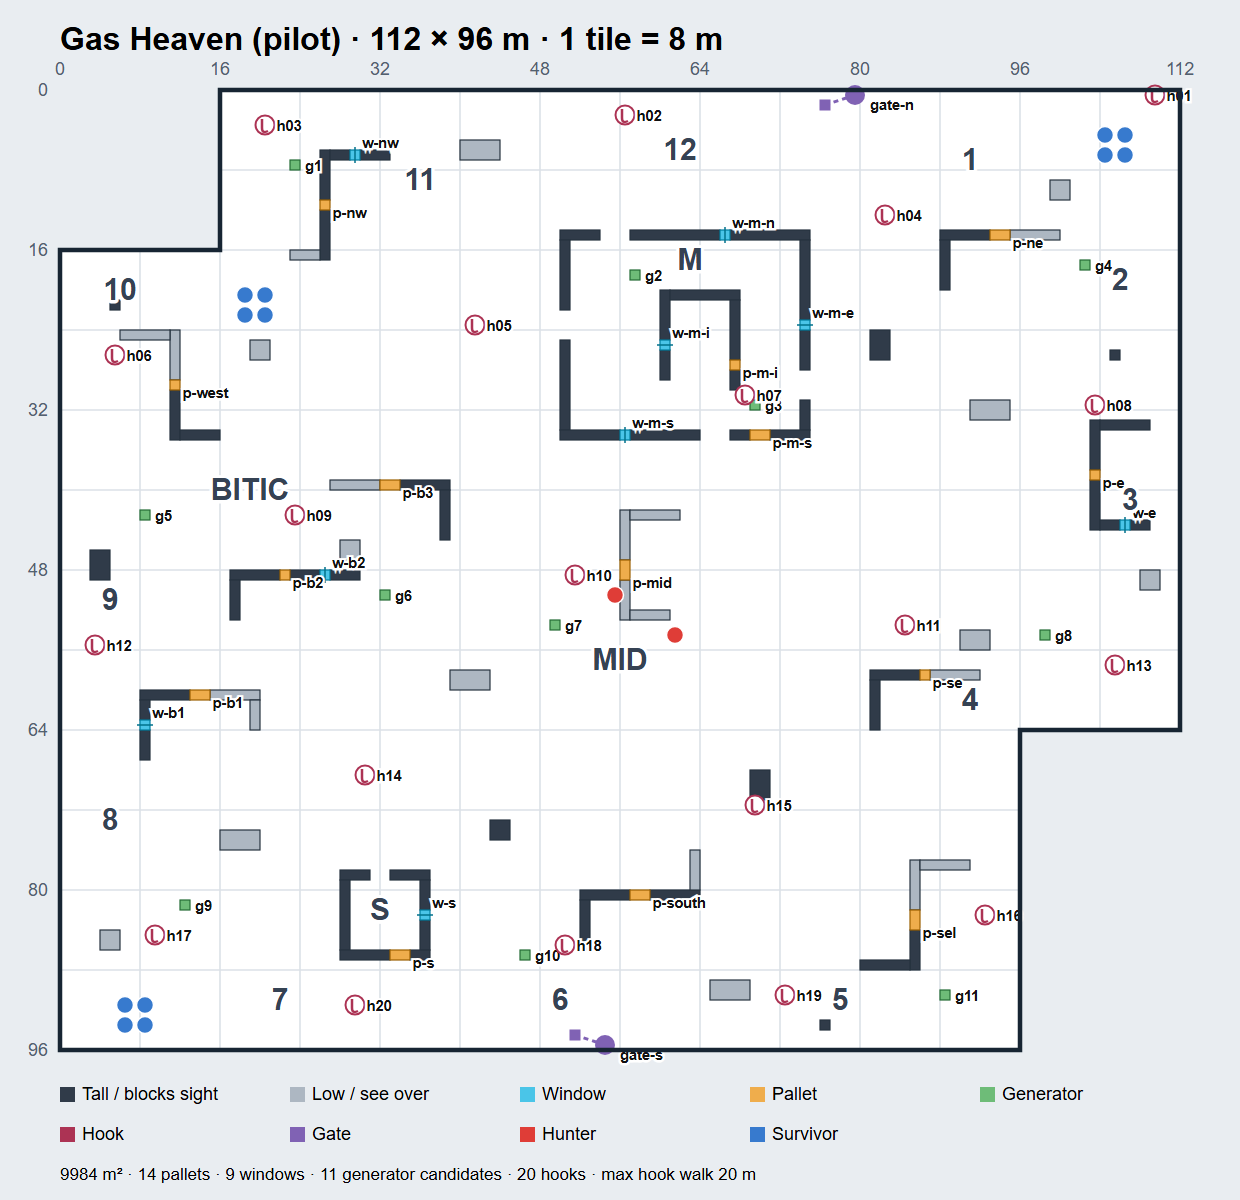 Gas Heaven (pilot) · 112 × 96 m · 1 tile = 8 m
0 16 32 48 64 80 96 112
0
h01
gate-n
h02
h03
w-nw
12
1
g1
11
p-nw
h04
w-m-n
p-ne
16
M
g4
2
g2
10
w-m-e
h05
w-m-i
h06
p-m-i
p-west
h07
g3
h08
32
w-m-s
p-m-s
p-e
BITIC
p-b3
3
w-e
g5
h09
w-b2
48
h10
p-mid
p-b2
g6
9
g7
h11
g8
h12
MID
h13
p-se
4
p-b1
w-b1
64
h14
h15
8
80
w-s
p-south
g9
S
h16
h17
p-sel
h18
g10
p-s
7
6
h19
5
g11
h20
96
gate-s
Tall / blocks sight
Low / see over
Window
Pallet
Generator
Hook
Gate
Hunter
Survivor
9984 m² · 14 pallets · 9 windows · 11 generator candidates · 20 hooks · max hook walk 20 m